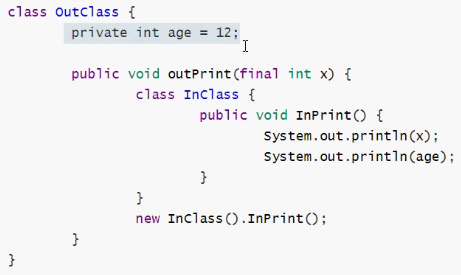 class OutClass {
private int age = 12;
public void outPrint(final int x) {
class InClass {
public void InPrint() {
System.out.println(x);
System.out.println(age);
}
}
new InClass().InPrint();
}
}